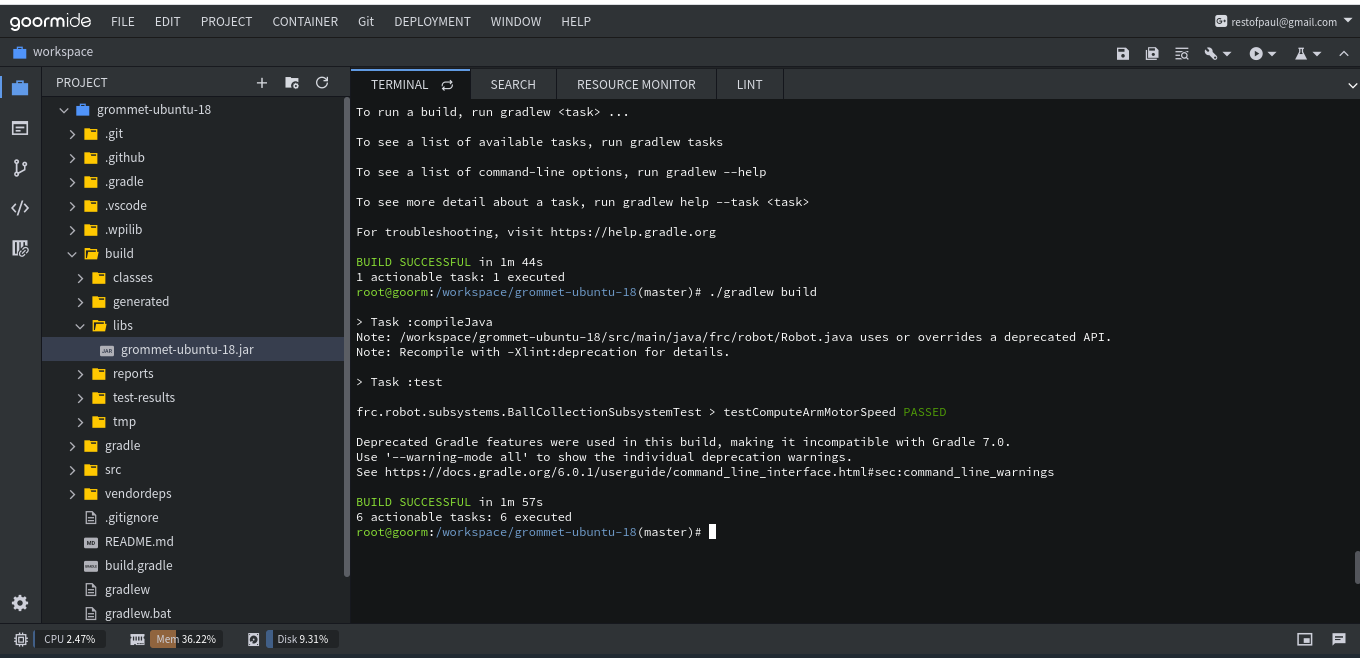 goormide FILE EDIT PROJECT CONTAINER Git DEPLOYMENT WINDOW HELP G+ restofpaul@gmail.com
workspace
PROJECT
grommet-ubuntu-18
.git
.github
.gradle
.vscode
.wpilib
build
classes
generated
libs
JAR grommet-ubuntu-18.jar
reports
test-results
tmp
gradle
src
vendordeps
.gitignore
MD README.md
build.gradle
gradlew
gradlew.bat
TERMINAL SEARCH RESOURCE MONITOR LINT
To run a build, run gradlew <task> ...
To see a list of available tasks, run gradlew tasks
To see a list of command-line options, run gradlew --help
To see more detail about a task, run gradlew help --task <task>
For troubleshooting, visit https://help.gradle.org
BUILD SUCCESSFUL in 1m 44s
1 actionable task: 1 executed
root@goorm:/workspace/grommet-ubuntu-18(master)# ./gradlew build
> Task :compileJava
Note: /workspace/grommet-ubuntu-18/src/main/java/frc/robot/Robot.java uses or overrides a deprecated API.
Note: Recompile with -Xlint:deprecation for details.
> Task :test
frc.robot.subsystems.BallCollectionSubsystemTest > testComputeArmMotorSpeed PASSED
Deprecated Gradle features were used in this build, making it incompatible with Gradle 7.0.
Use '--warning-mode all' to show the individual deprecation warnings.
See https://docs.gradle.org/6.0.1/userguide/command_line_interface.html#sec:command_line_warnings
BUILD SUCCESSFUL in 1m 57s
6 actionable tasks: 6 executed
root@goorm:/workspace/grommet-ubuntu-18(master)#
CPU 2.47% Mem 36.22% Disk 9.31%